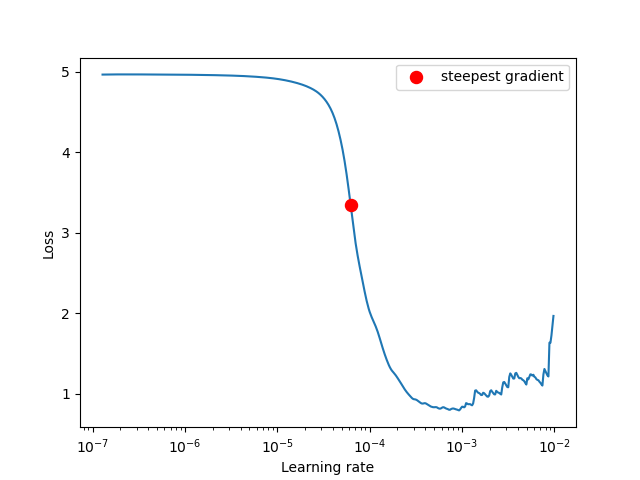 steepest gradient
5
4
3
2
1
Loss
10⁻⁷ 10⁻⁶ 10⁻⁵ 10⁻⁴ 10⁻³ 10⁻²
Learning rate